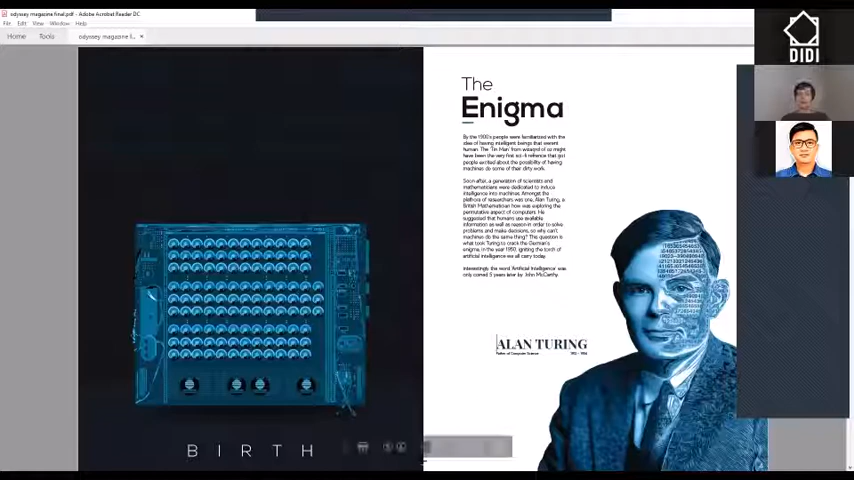 odyssey magazine final.pdf - Adobe Acrobat Reader DC
File Edit View Window Help
Home Tools odyssey magazine f... ×
DIDI
The
Enigma
By the 1900's people were familiarized with the
idea of having intelligent beings that werent
human. The 'Tin Man' from wizard of oz might
have been the very first sci-fi refrence that got
people excited about the possibility of having
machines do some of their dirty work.
Soon after, a generation of scientists and
mathematicians were dedicated to induce
intelligence into machines. Amongst the
plethora of researchers was one, Alan Turing, a
British Mathematician how was exploring the
permutative aspect of computers. He
suggested that humans use available
information as well as reason in order to solve
problems and make decisions, so why can't
machines do the same thing? This question is
what took Turing to crack the German's
enigma, in the year 1950, igniting the torch of
artificial intelligence we all carry today.
Interestingly the word 'Artificial Intelligence' was
only coined 5 years later by John McCarthy.
ALAN TURING
Father of Computer Science
BIRTH